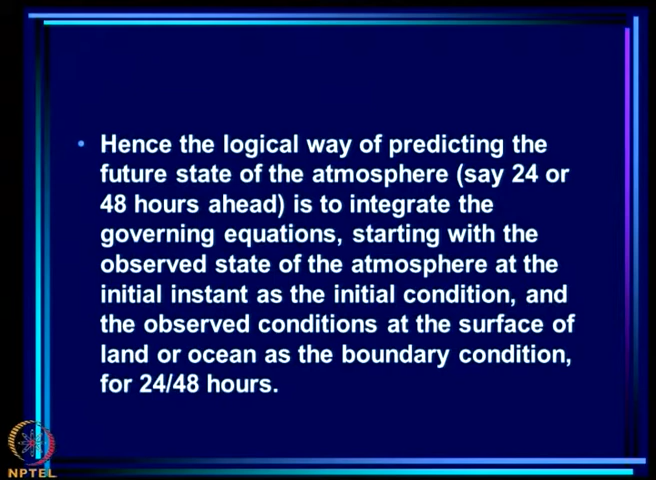 • Hence the logical way of predicting the
future state of the atmosphere (say 24 or
48 hours ahead) is to integrate the
governing equations, starting with the
observed state of the atmosphere at the
initial instant as the initial condition, and
the observed conditions at the surface of
land or ocean as the boundary condition,
for 24/48 hours.
NPTEL